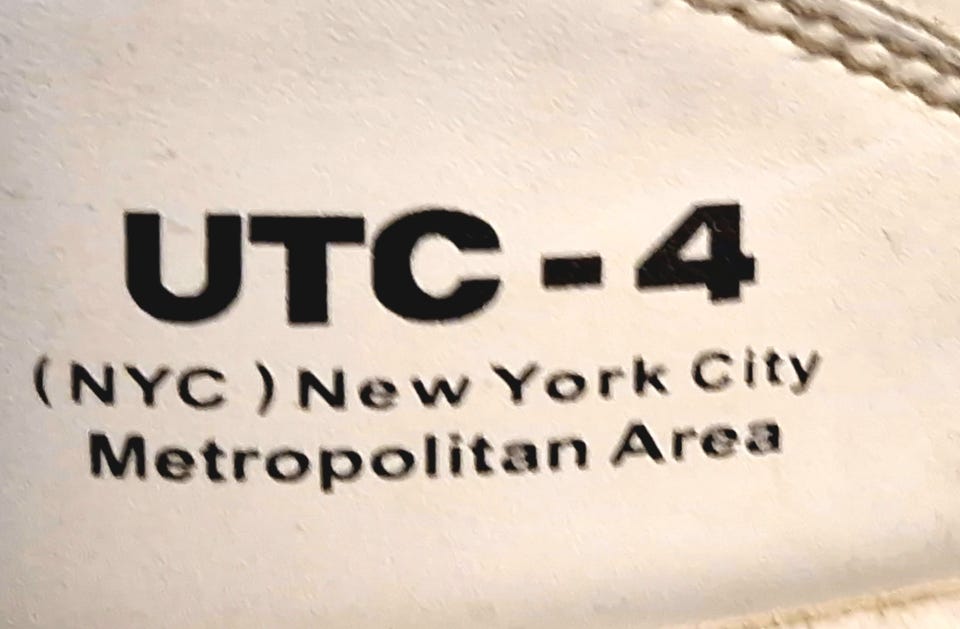 UTC - 4
( NYC ) New York City
Metropolitan Area